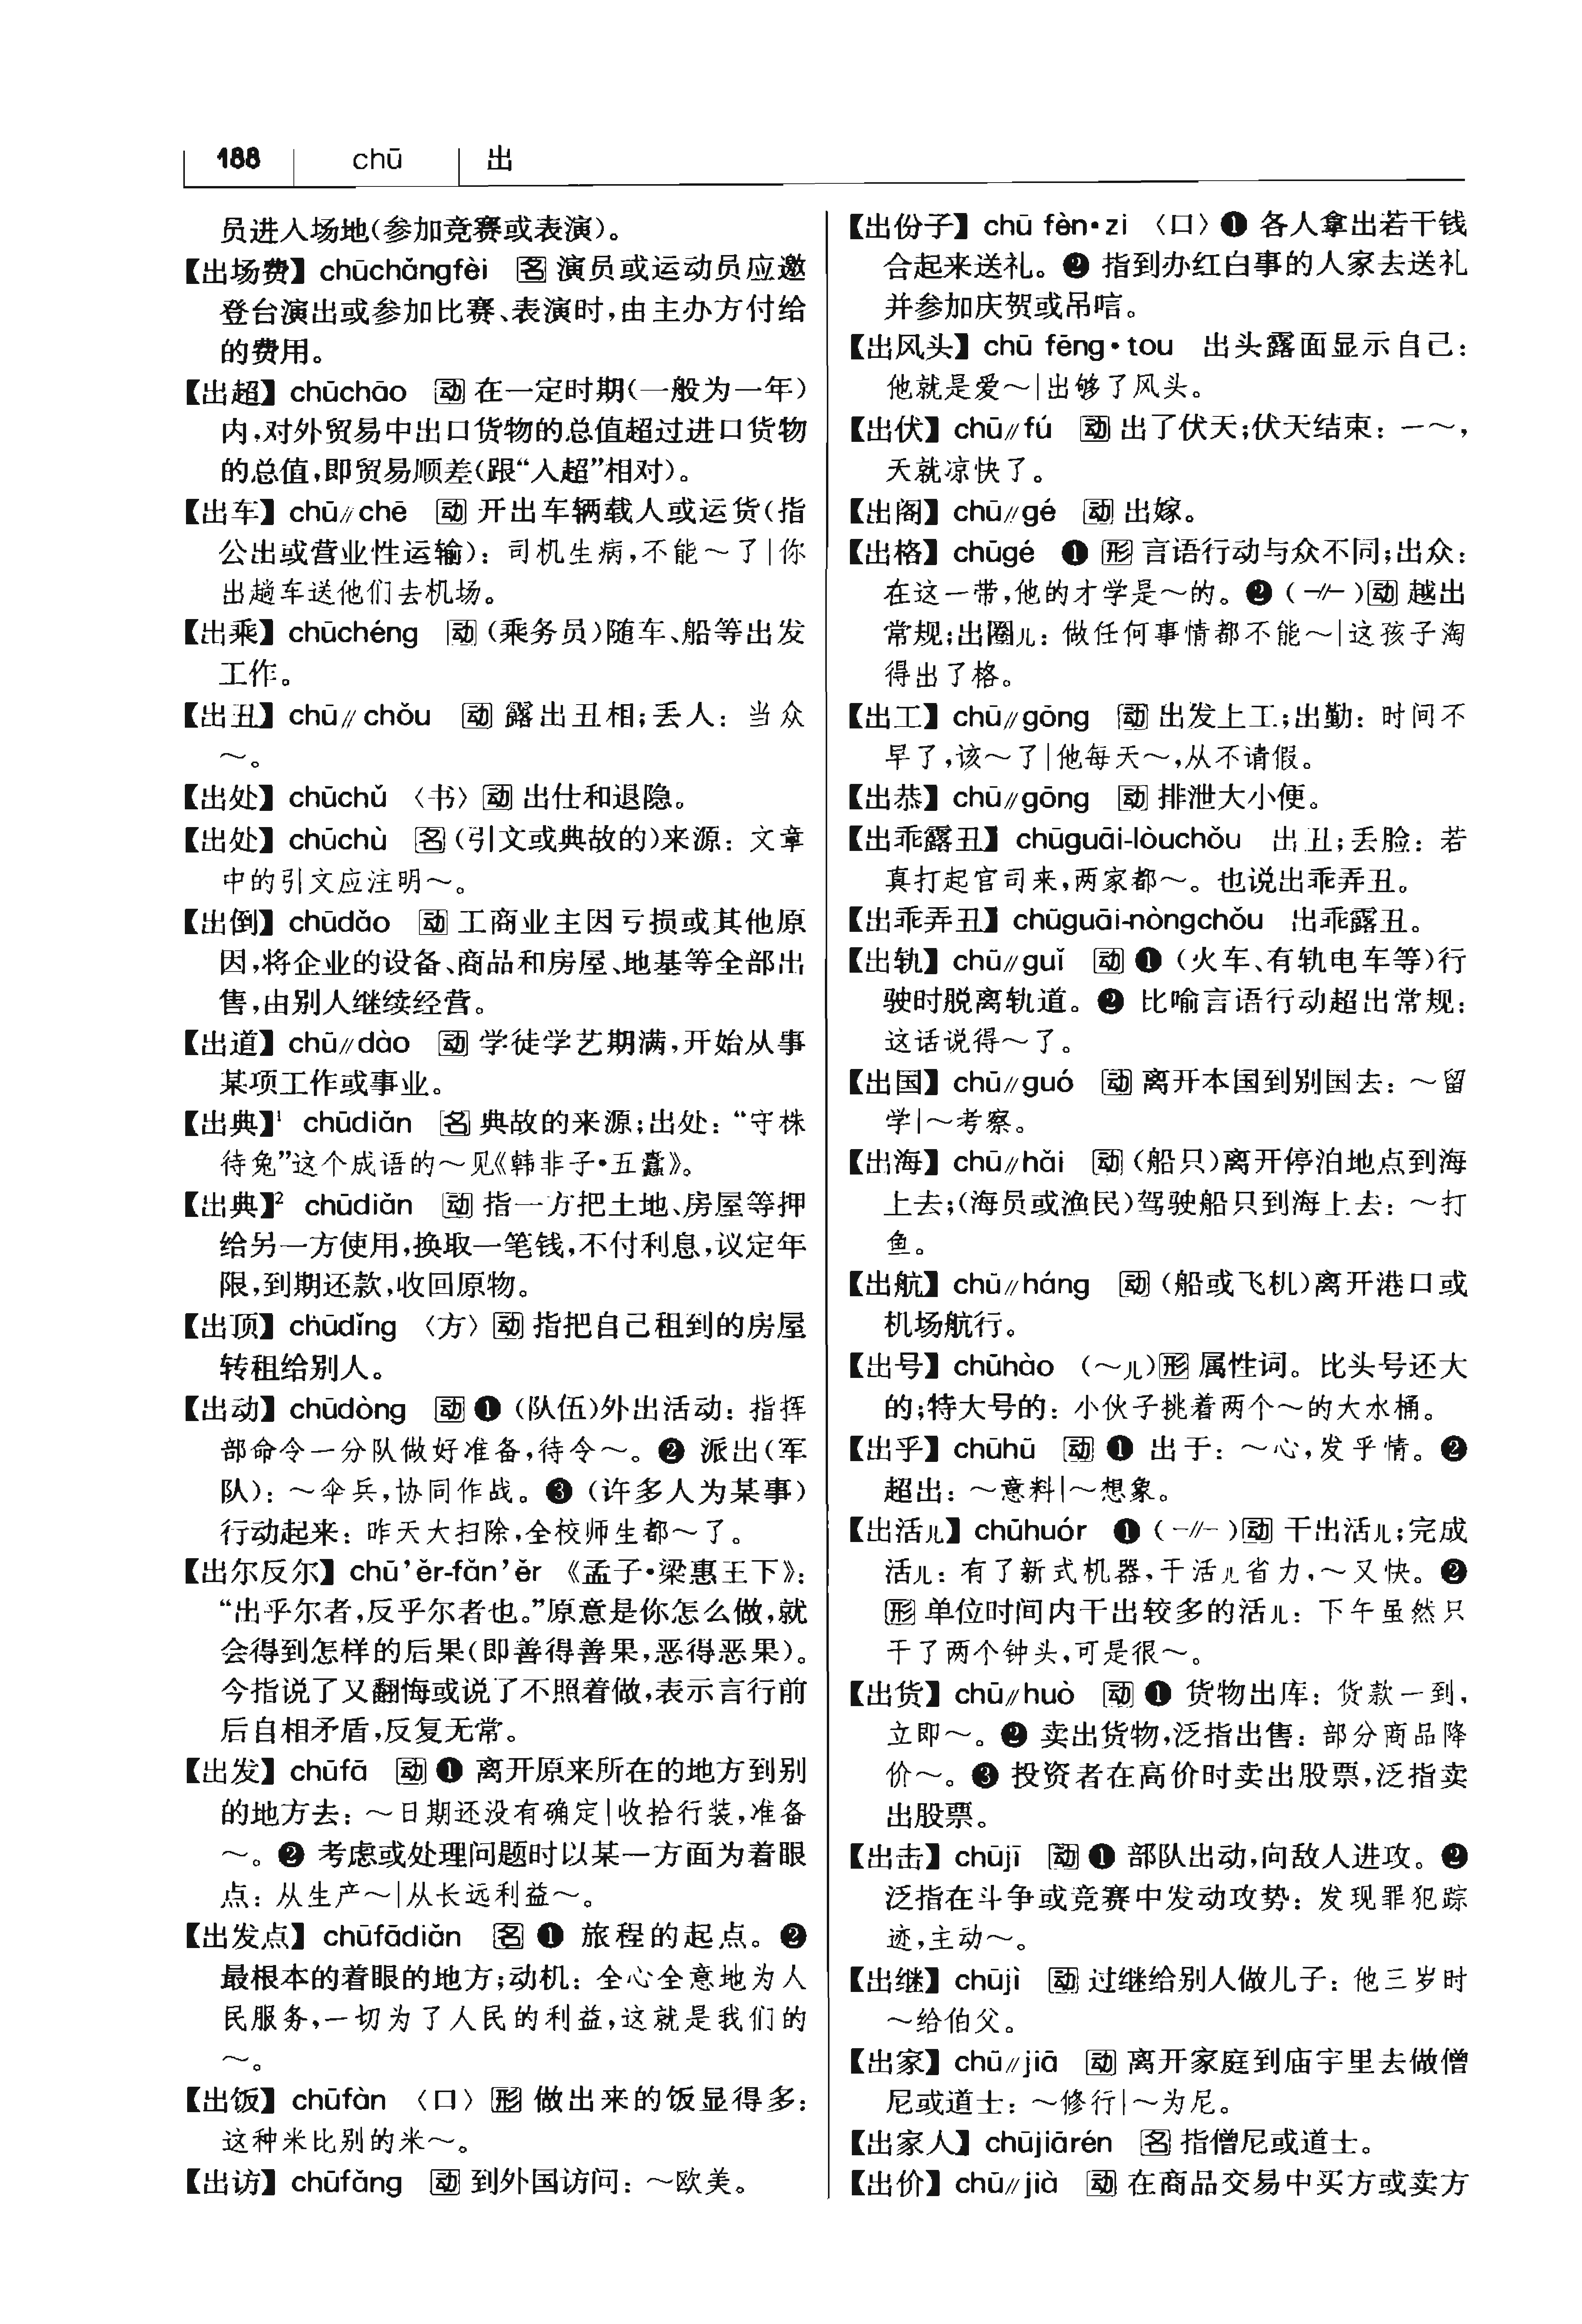 188 chū 出
员进入场地(参加竞赛或表演)。
【出场费】chūchǎngfèi 名 演员或运动员应邀
登台演出或参加比赛、表演时,由主办方付给
的费用。
【出超】chūchāo 动 在一定时期(一般为一年)
内,对外贸易中出口货物的总值超过进口货物
的总值,即贸易顺差(跟“入超”相对)。
【出车】chū∥chē 动 开出车辆载人或运货(指
公出或营业性运输):司机生病,不能～了|你
出趟车送他们去机场。
【出乘】chūchéng 动 (乘务员)随车、船等出发
工作。
【出丑】chū∥chǒu 动 露出丑相;丢人:当众
～。
【出处】chūchǔ 〈书〉动 出仕和退隐。
【出处】chūchù 名 (引文或典故的)来源:文章
中的引文应注明～。
【出倒】chūdǎo 动 工商业主因亏损或其他原
因,将企业的设备、商品和房屋、地基等全部出
售,由别人继续经营。
【出道】chū∥dào 动 学徒学艺期满,开始从事
某项工作或事业。
【出典】¹ chūdiǎn 名 典故的来源;出处:“守株
待兔”这个成语的～见《韩非子·五蠹》。
【出典】² chūdiǎn 动 指一方把土地、房屋等押
给另一方使用,换取一笔钱,不付利息,议定年
限,到期还款,收回原物。
【出顶】chūdǐng 〈方〉动 指把自己租到的房屋
转租给别人。
【出动】chūdòng 动 ❶ (队伍)外出活动:指挥
部命令一分队做好准备,待令～。❷ 派出(军
队):～伞兵,协同作战。❸ (许多人为某事)
行动起来:昨天大扫除,全校师生都～了。
【出尔反尔】chū’ěr-fǎn’ěr 《孟子·梁惠王下》:
“出乎尔者,反乎尔者也。”原意是你怎么做,就
会得到怎样的后果(即善得善果,恶得恶果)。
今指说了又翻悔或说了不照着做,表示言行前
后自相矛盾,反复无常。
【出发】chūfā 动 ❶ 离开原来所在的地方到别
的地方去:～日期还没有确定|收拾行装,准备
～。❷ 考虑或处理问题时以某一方面为着眼
点:从生产～|从长远利益～。
【出发点】chūfādiǎn 名 ❶ 旅程的起点。❷
最根本的着眼的地方;动机:全心全意地为人
民服务,一切为了人民的利益,这就是我们的
～。
【出饭】chūfàn 〈口〉形 做出来的饭显得多:
这种米比别的米～。
【出访】chūfǎng 动 到外国访问:～欧美。
【出份子】chū fèn·zi 〈口〉❶ 各人拿出若干钱
合起来送礼。❷ 指到办红白事的人家去送礼
并参加庆贺或吊唁。
【出风头】chū fēng·tou 出头露面显示自己:
他就是爱～|出够了风头。
【出伏】chū∥fú 动 出了伏天;伏天结束:一～,
天就凉快了。
【出阁】chū∥gé 动 出嫁。
【出格】chūgé ❶ 形 言语行动与众不同;出众:
在这一带,他的才学是～的。❷ (-∥-)动 越出
常规;出圈儿:做任何事情都不能～|这孩子淘
得出了格。
【出工】chū∥gōng 动 出发上工;出勤:时间不
早了,该～了|他每天～,从不请假。
【出恭】chū∥gōng 动 排泄大小便。
【出乖露丑】chūguāi-lòuchǒu 出丑;丢脸:若
真打起官司来,两家都～。也说出乖弄丑。
【出乖弄丑】chūguāi-nòngchǒu 出乖露丑。
【出轨】chū∥guǐ 动 ❶ (火车、有轨电车等)行
驶时脱离轨道。❷ 比喻言语行动超出常规:
这话说得～了。
【出国】chū∥guó 动 离开本国到别国去:～留
学|～考察。
【出海】chū∥hǎi 动 (船只)离开停泊地点到海
上去;(海员或渔民)驾驶船只到海上去:～打
鱼。
【出航】chū∥háng 动 (船或飞机)离开港口或
机场航行。
【出号】chūhào (～儿)形 属性词。比头号还大
的;特大号的:小伙子挑着两个～的大水桶。
【出乎】chūhū 动 ❶ 出于:～心,发乎情。❷
超出:～意料|～想象。
【出活儿】chūhuór ❶ (-∥-)动 干出活儿;完成
活儿:有了新式机器,干活儿省力,～又快。❷
形 单位时间内干出较多的活儿:下午虽然只
干了两个钟头,可是很～。
【出货】chū∥huò 动 ❶ 货物出库:货款一到,
立即～。❷ 卖出货物,泛指出售:部分商品降
价～。❸ 投资者在高价时卖出股票,泛指卖
出股票。
【出击】chūjī 动 ❶ 部队出动,向敌人进攻。❷
泛指在斗争或竞赛中发动攻势:发现罪犯踪
迹,主动～。
【出继】chūjì 动 过继给别人做儿子:他三岁时
～给伯父。
【出家】chū∥jiā 动 离开家庭到庙宇里去做僧
尼或道士:～修行|～为尼。
【出家人】chūjiārén 名 指僧尼或道士。
【出价】chū∥jià 动 在商品交易中买方或卖方